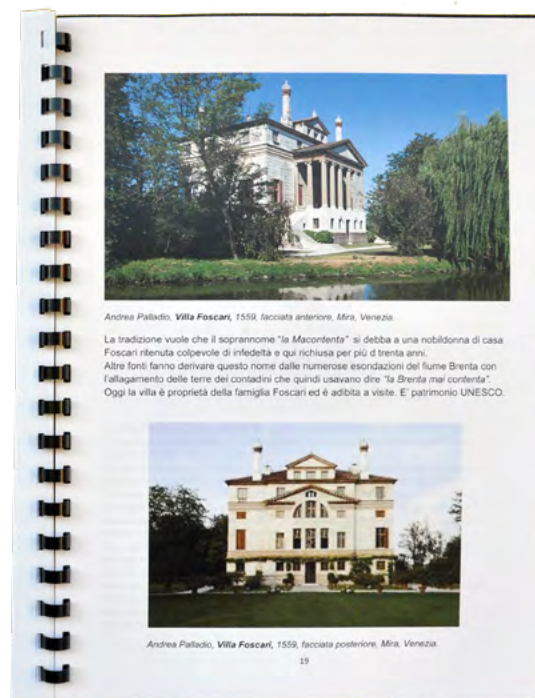 Andrea Palladio, Villa Foscari, 1559, facciata anteriore, Mira, Venezia.
La tradizione vuole che il soprannome "la Macontenta" si debba a una nobildonna di casa
Foscari ritenuta colpevole di infedeltà e qui richiusa per più d trenta anni.
Altre fonti fanno derivare questo nome dalle numerose esondazioni del fiume Brenta con
l'allagamento delle terre dei contadini che quindi usavano dire "la Brenta mai contenta".
Oggi la villa è proprietà della famiglia Foscari ed é adibita a visite. E' patrimonio UNESCO.
Andrea Palladio, Villa Foscari, 1559, facciata posteriore, Mira, Venezia.
19